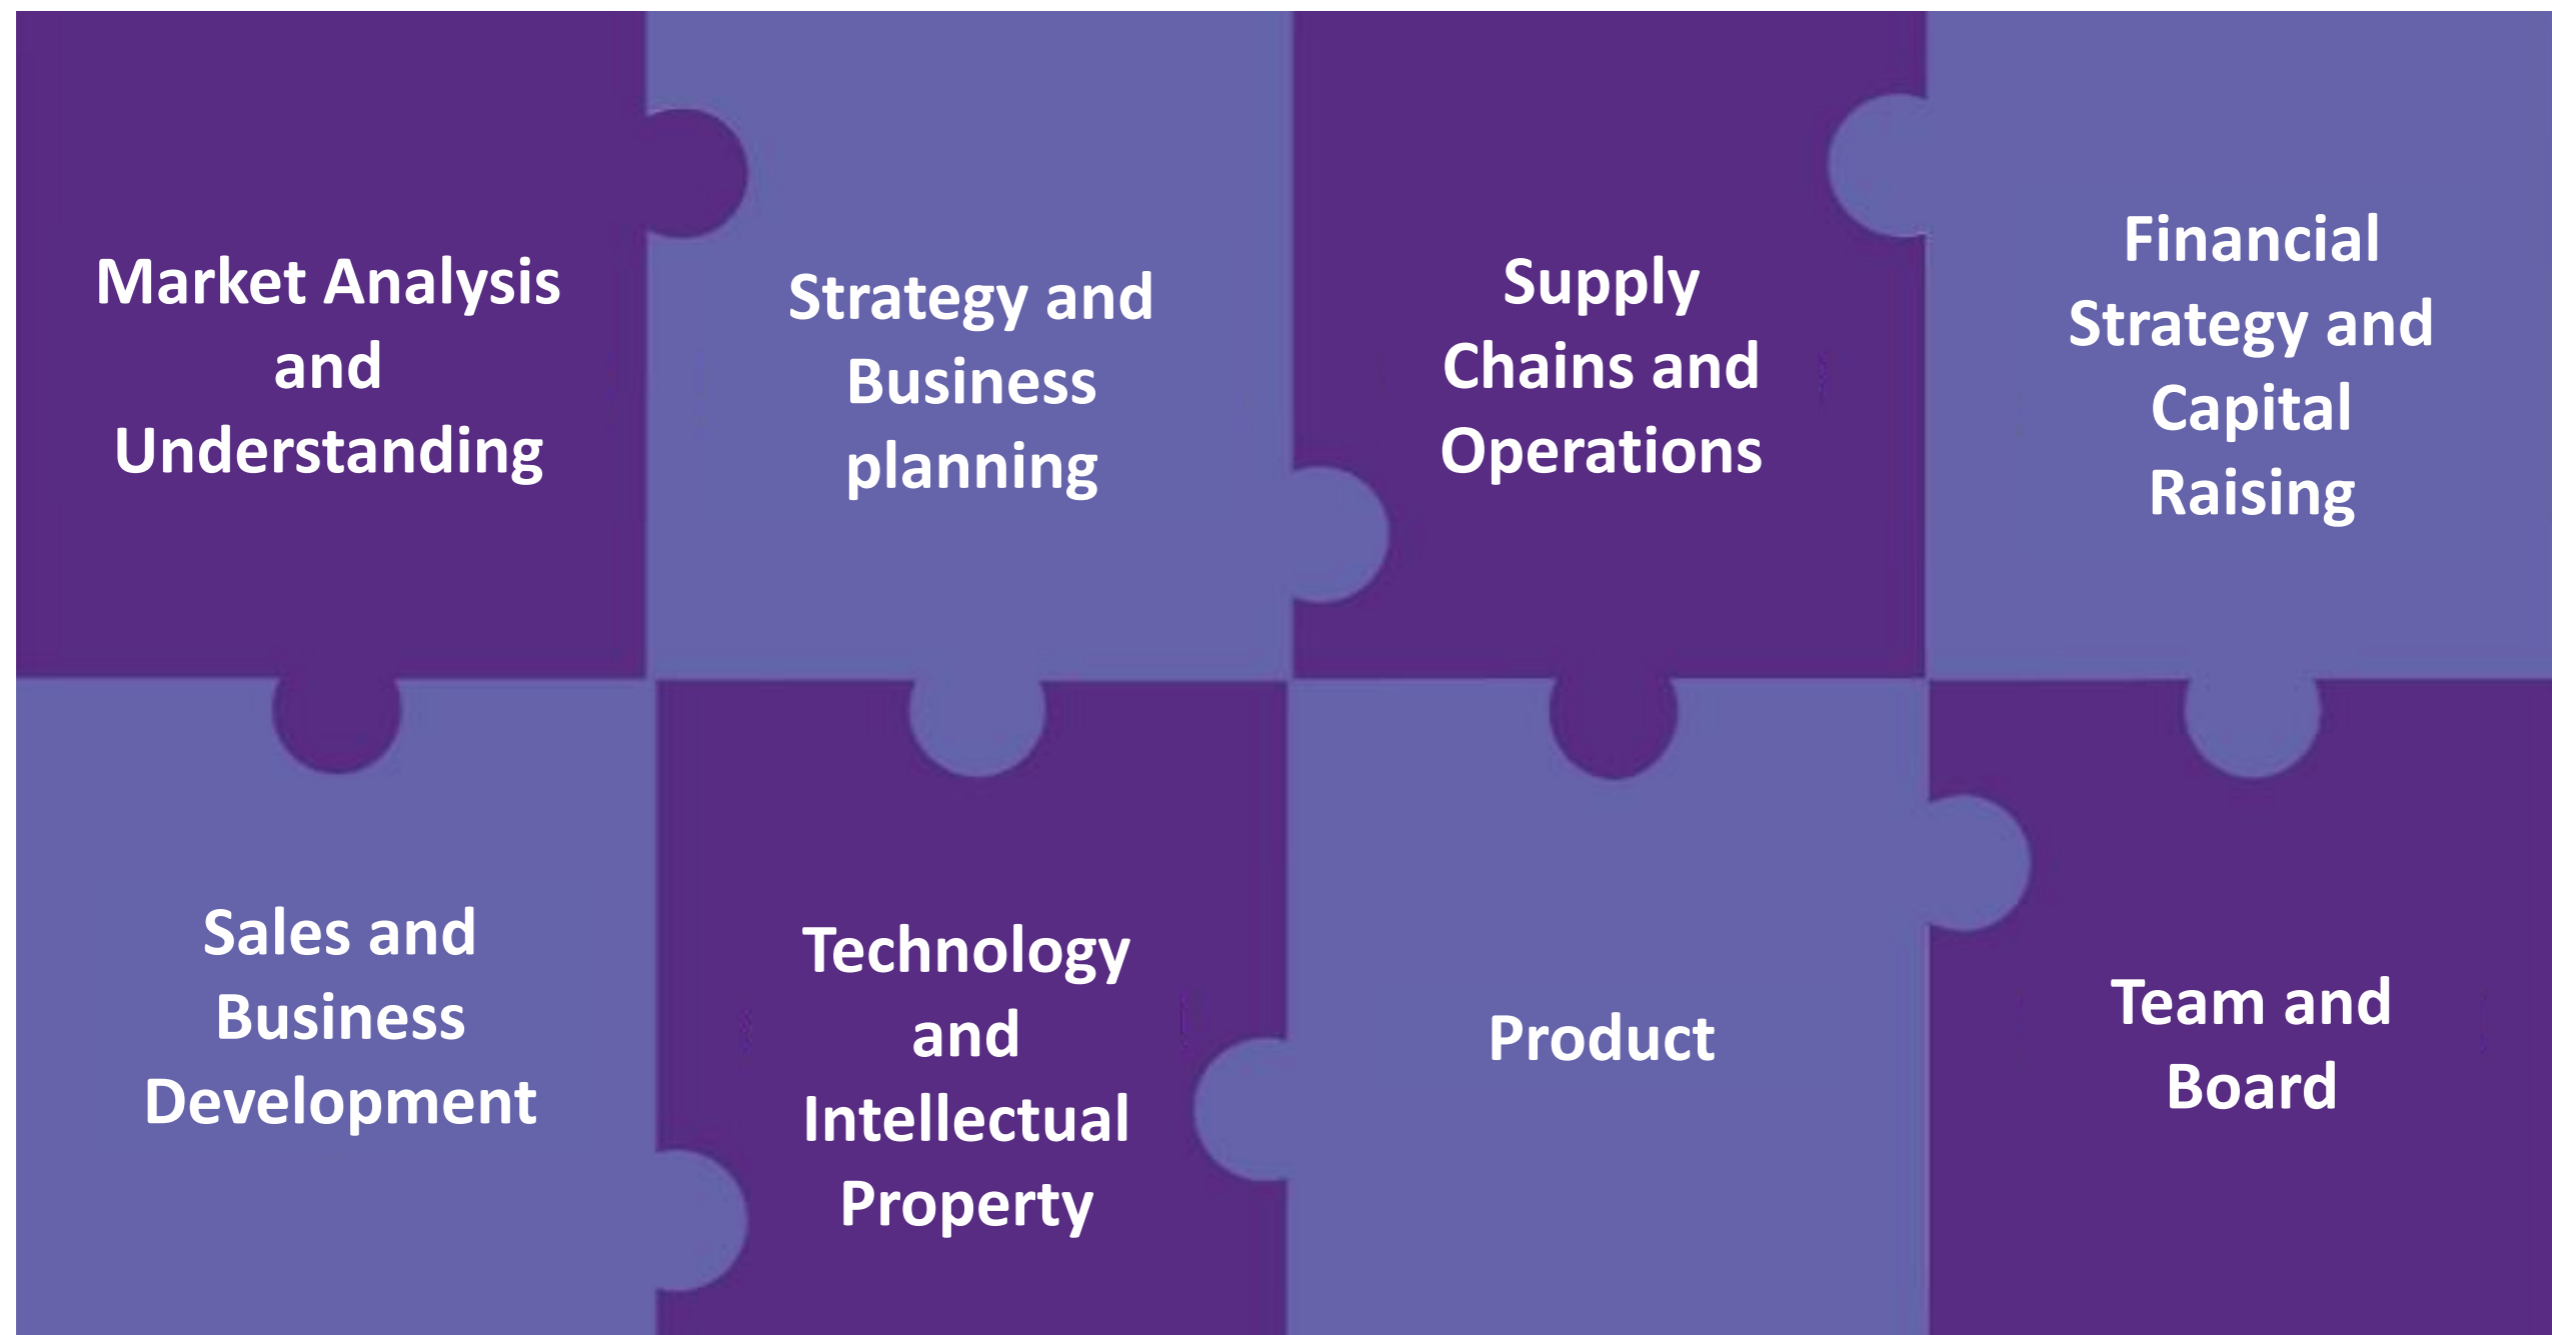 Market Analysis
and
Understanding
Strategy and
Business
planning
Supply
Chains and
Operations
Financial
Strategy and
Capital
Raising
Sales and
Business
Development
Technology
and
Intellectual
Property
Product
Team and
Board